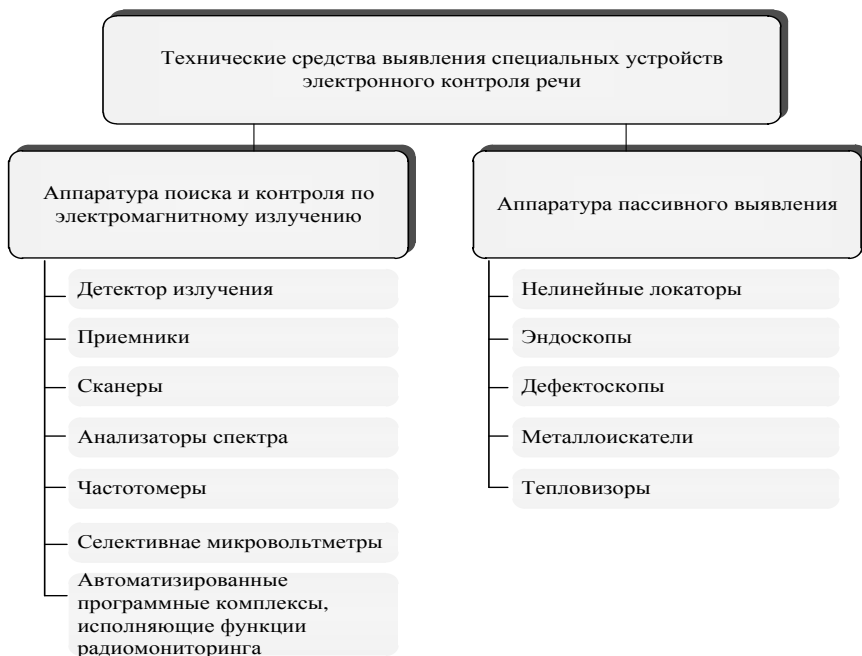 Технические средства выявления специальных устройств
электронного контроля речи
Аппаратура поиска и контроля по
электромагнитному излучению
Детектор излучения
Приемники
Сканеры
Анализаторы спектра
Частотомеры
Селективнае микровольтметры
Автоматизированные
программные комплексы,
исполняющие функции
радиомониторинга
Аппаратура пассивного выявления
Нелинейные локаторы
Эндоскопы
Дефектоскопы
Металлоискатели
Тепловизоры